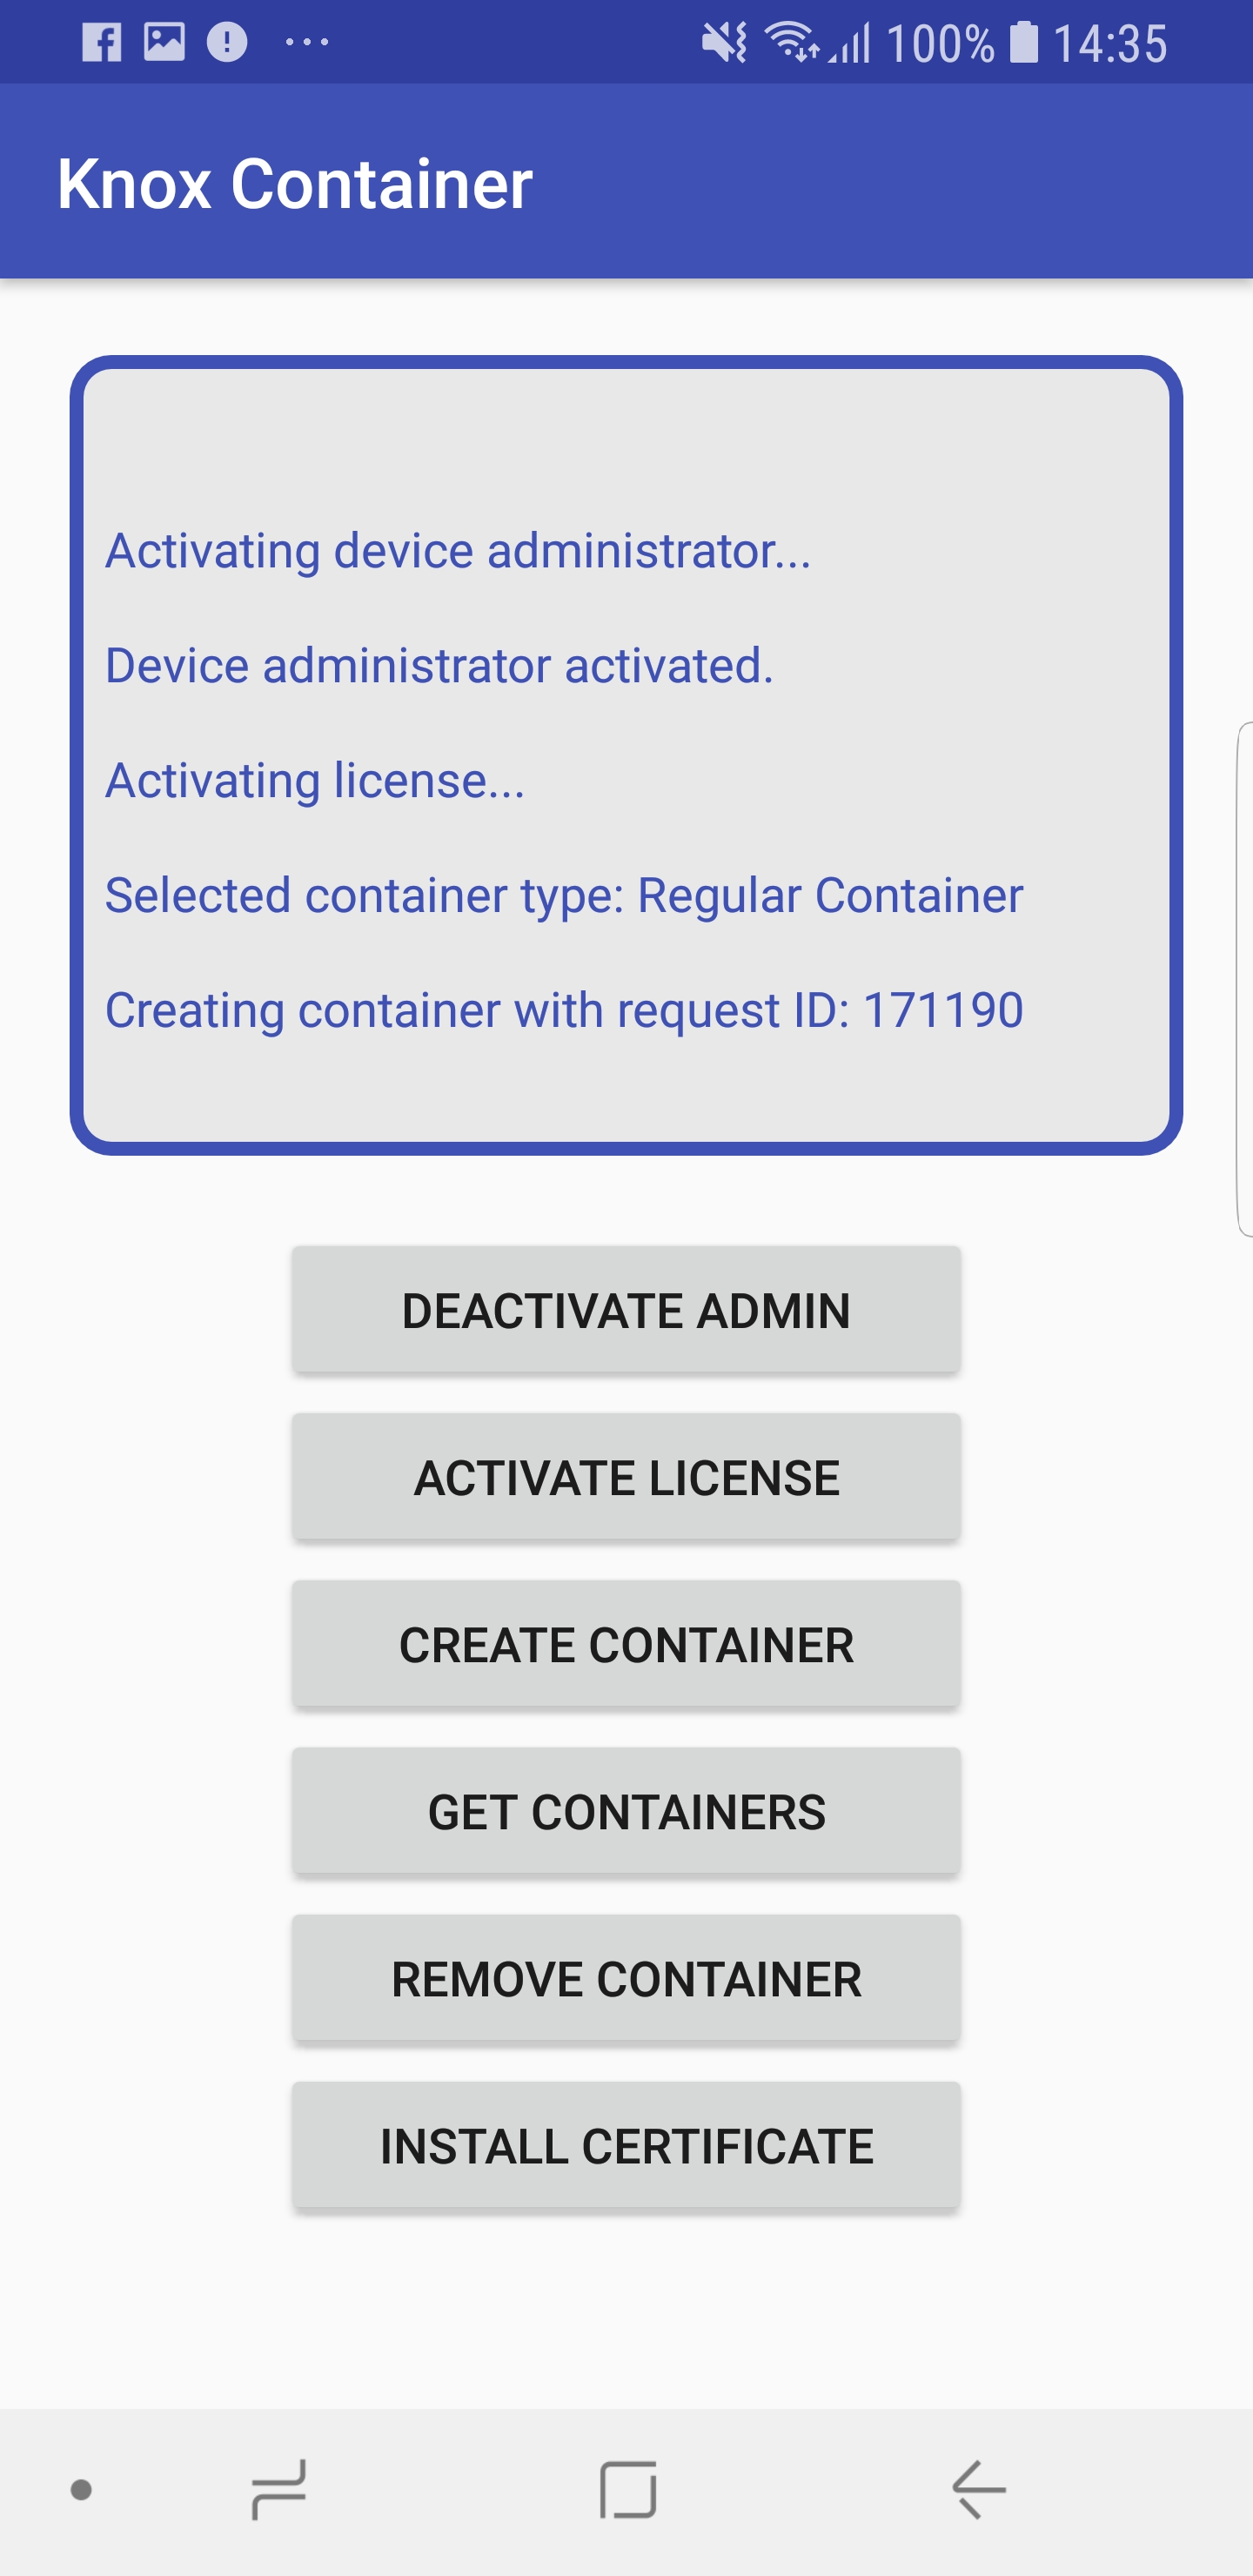 100% 14:35
Knox Container
Activating device administrator...
Device administrator activated.
Activating license...
Selected container type: Regular Container
Creating container with request ID: 171190
DEACTIVATE ADMIN
ACTIVATE LICENSE
CREATE CONTAINER
GET CONTAINERS
REMOVE CONTAINER
INSTALL CERTIFICATE